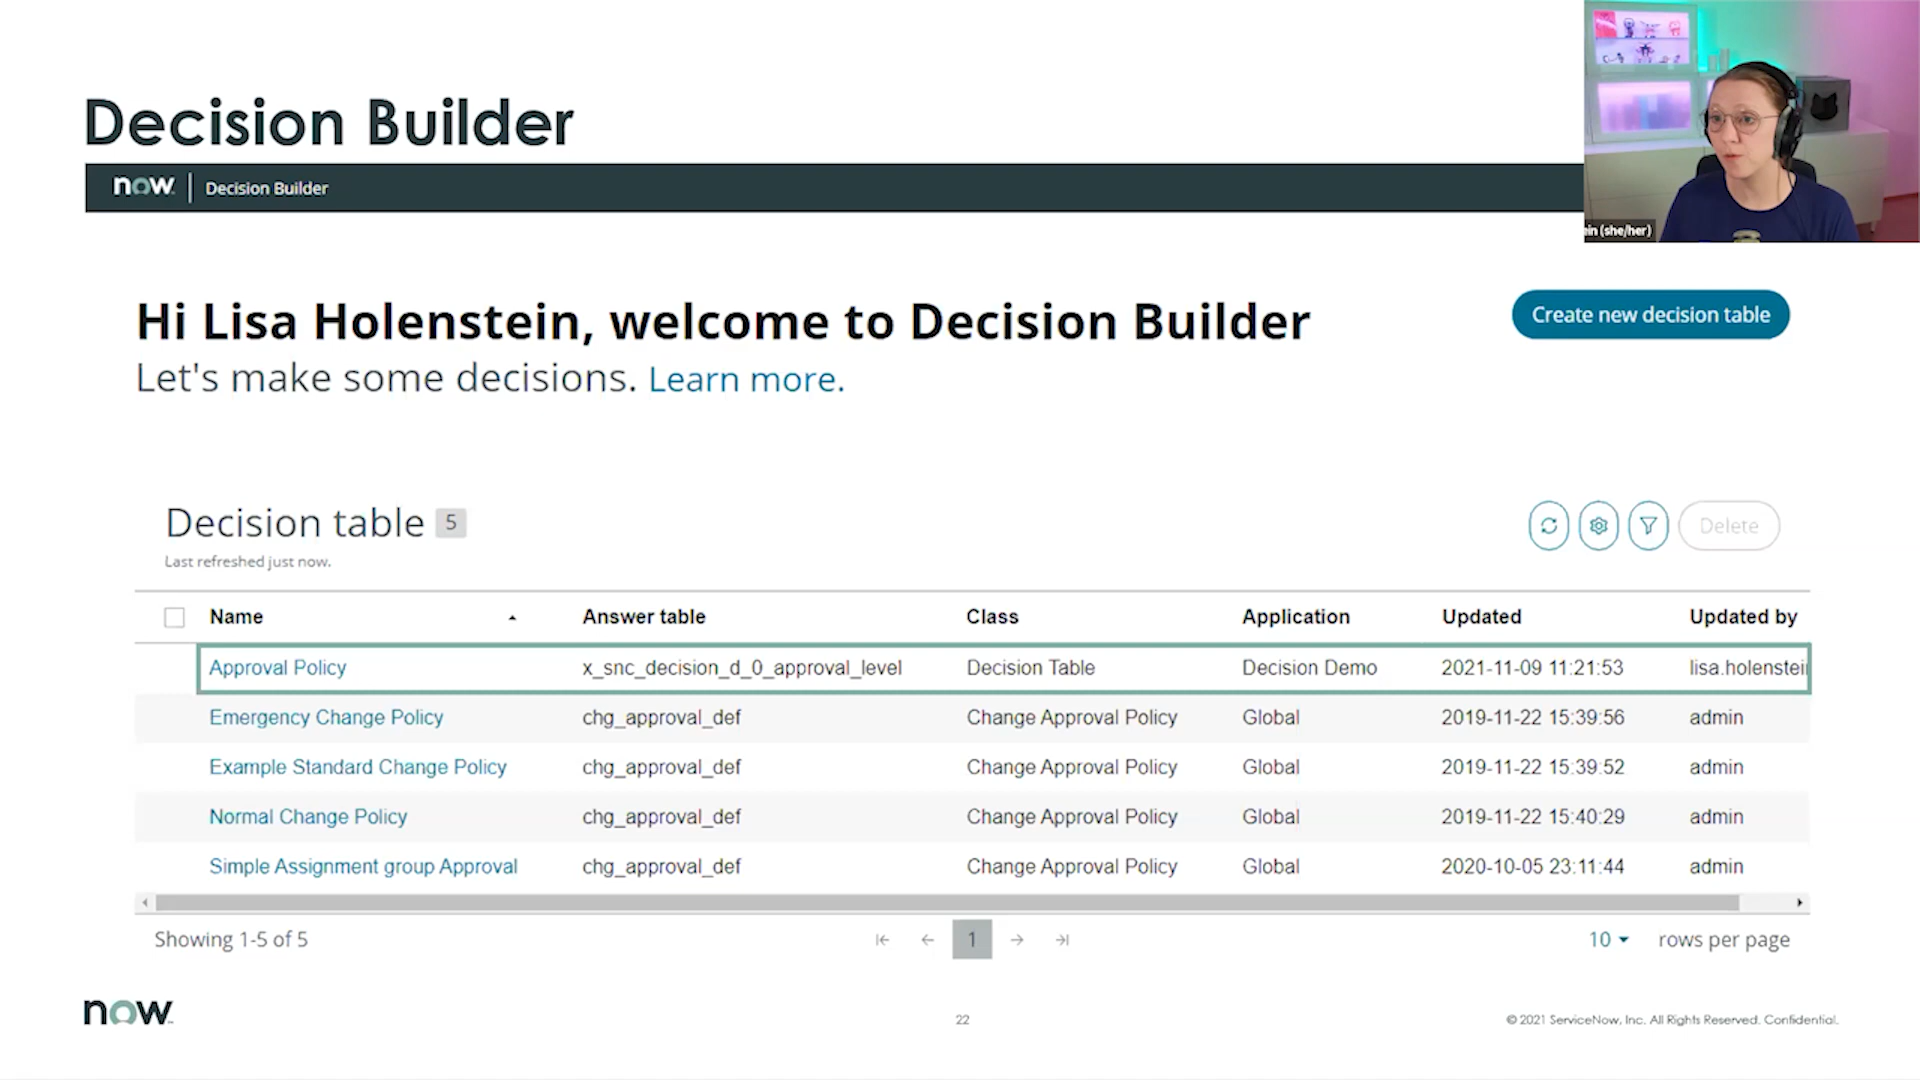 Decision Builder
now. Decision Builder
ein (she/her)
Hi Lisa Holenstein, welcome to Decision Builder
Create new decision table
Let's make some decisions. Learn more.
Decision table 5
Delete
Last refreshed just now.
Name Answer table Class Application Updated Updated by
Approval Policy x_snc_decision_d_0_approval_level Decision Table Decision Demo 2021-11-09 11:21:53 lisa.holenstei
Emergency Change Policy chg_approval_def Change Approval Policy Global 2019-11-22 15:39:56 admin
Example Standard Change Policy chg_approval_def Change Approval Policy Global 2019-11-22 15:39:52 admin
Normal Change Policy chg_approval_def Change Approval Policy Global 2019-11-22 15:40:29 admin
Simple Assignment group Approval chg_approval_def Change Approval Policy Global 2020-10-05 23:11:44 admin
Showing 1-5 of 5 1 10 rows per page
now
22
© 2021 ServiceNow, Inc. All Rights Reserved. Confidential.